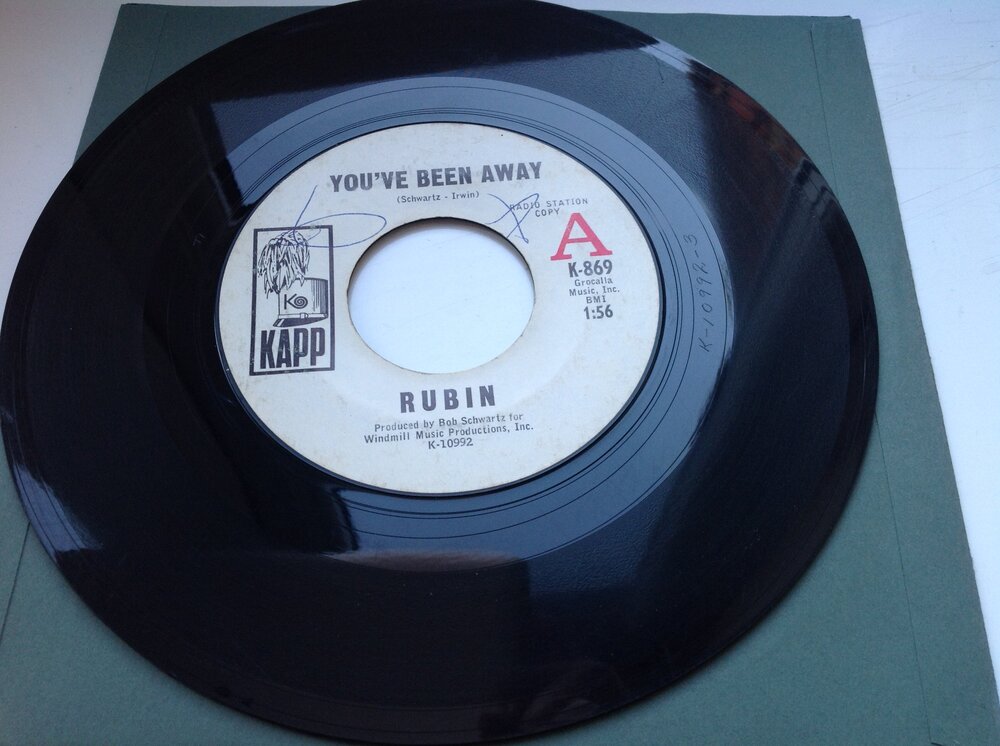 YOU'VE BEEN AWAY
(Schwartz - Irwin)
RADIO STATION
COPY
A
K-869
Grocalla
Music, Inc.
BMI
1:56
K
KAPP
RUBIN
Produced by Bob Schwartz for
Windmill Music Productions, Inc.
K-10992
K-10992-3